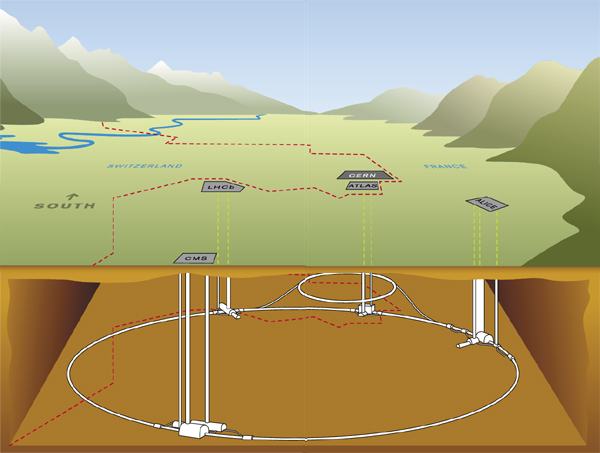 SWITZERLAND
FRANCE
CERN
LHCb
ATLAS
SOUTH
ALICE
CMS